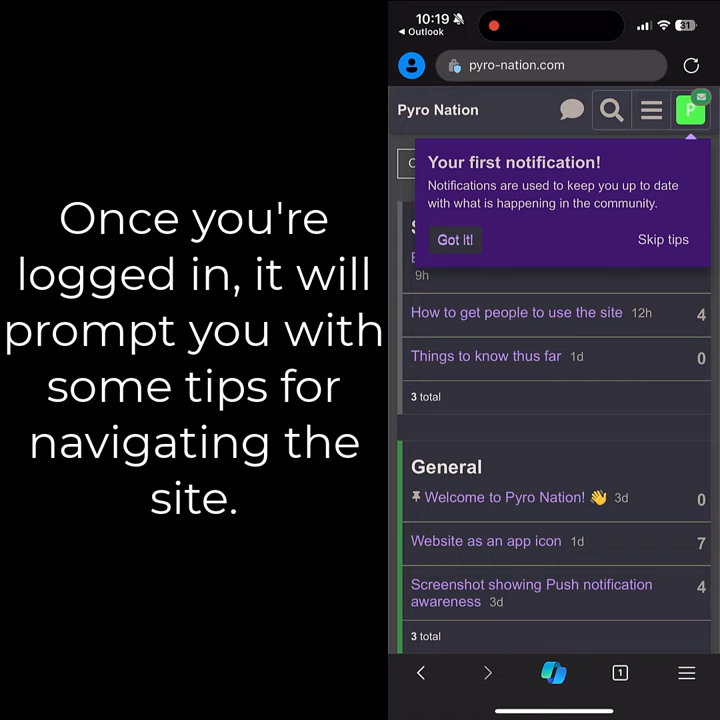 Once you're
logged in, it will
prompt you with
some tips for
navigating the
site.
10:19
31
◀ Outlook
pyro-nation.com
Pyro Nation
P
Your first notification!
Notifications are used to keep you up to date
with what is happening in the community.
Got it!
Skip tips
9h
How to get people to use the site 12h 4
Things to know thus far 1d 0
3 total
General
Welcome to Pyro Nation! 👋 3d 0
Website as an app icon 1d 7
Screenshot showing Push notification 4
awareness 3d
3 total
1